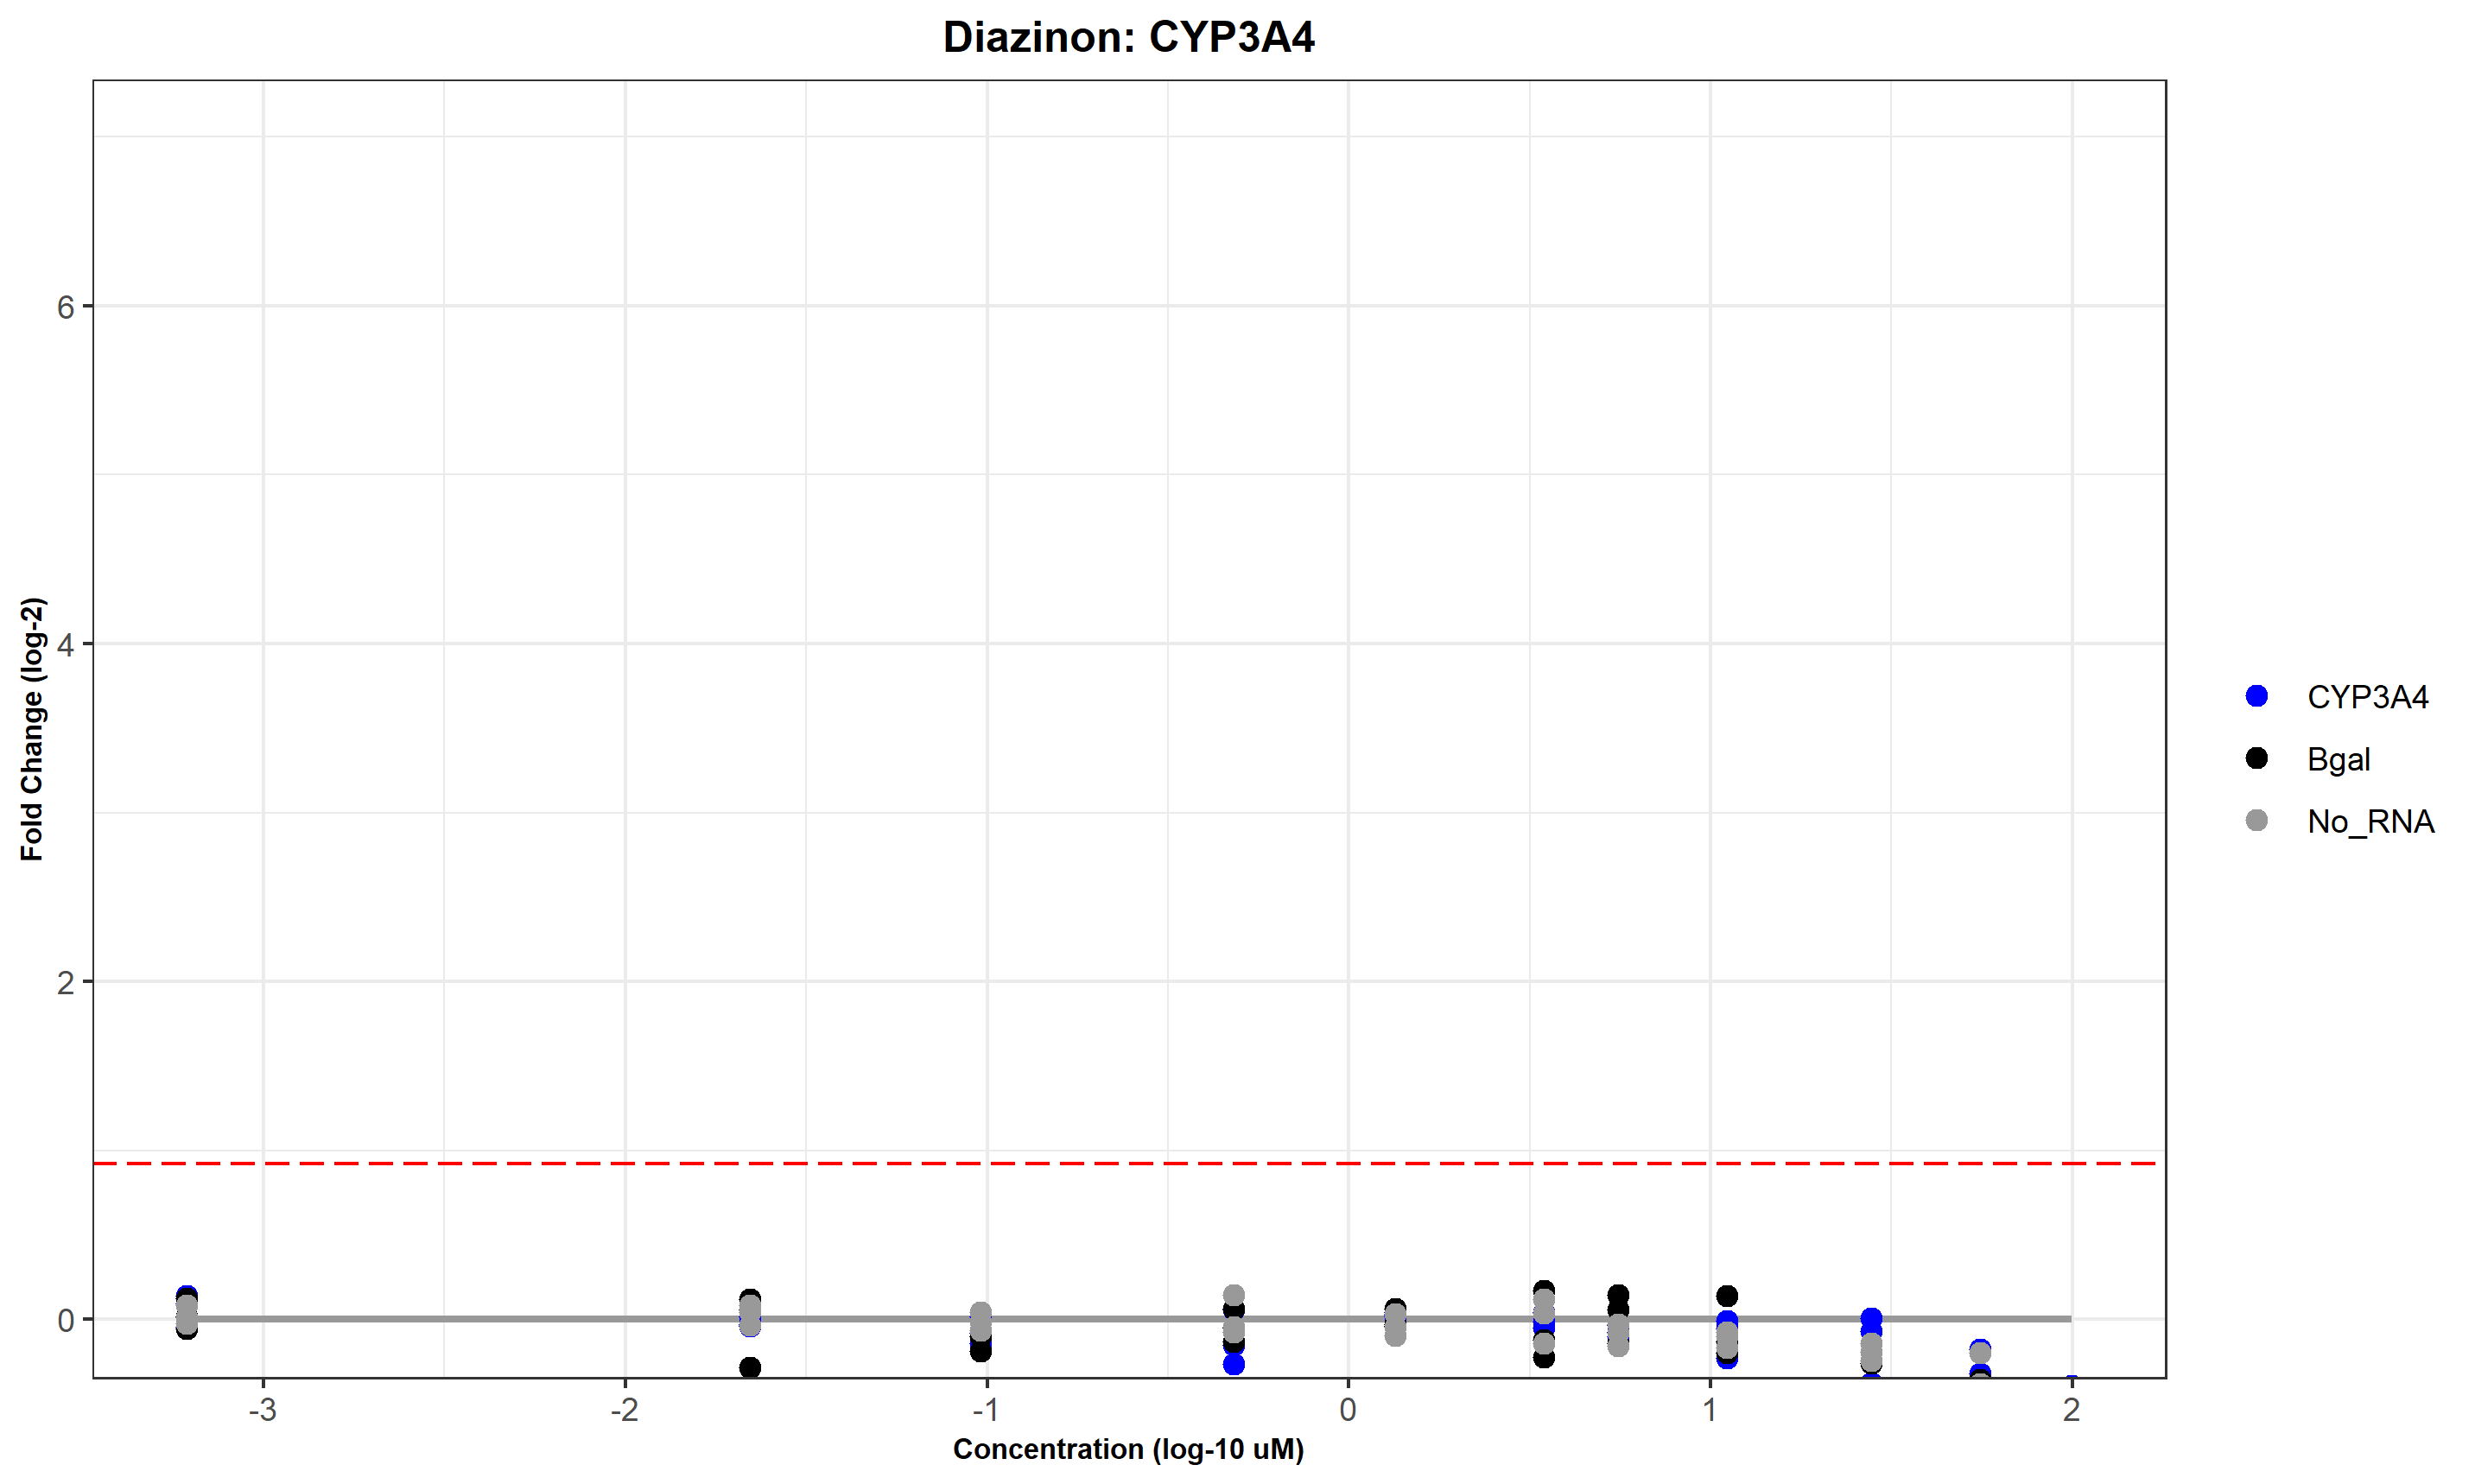 Diazinon: CYP3A4
Fold Change (log-2)
6
4
2
0
-3
-2
-1
0
1
2
Concentration (log-10 uM)
CYP3A4
Bgal
No_RNA